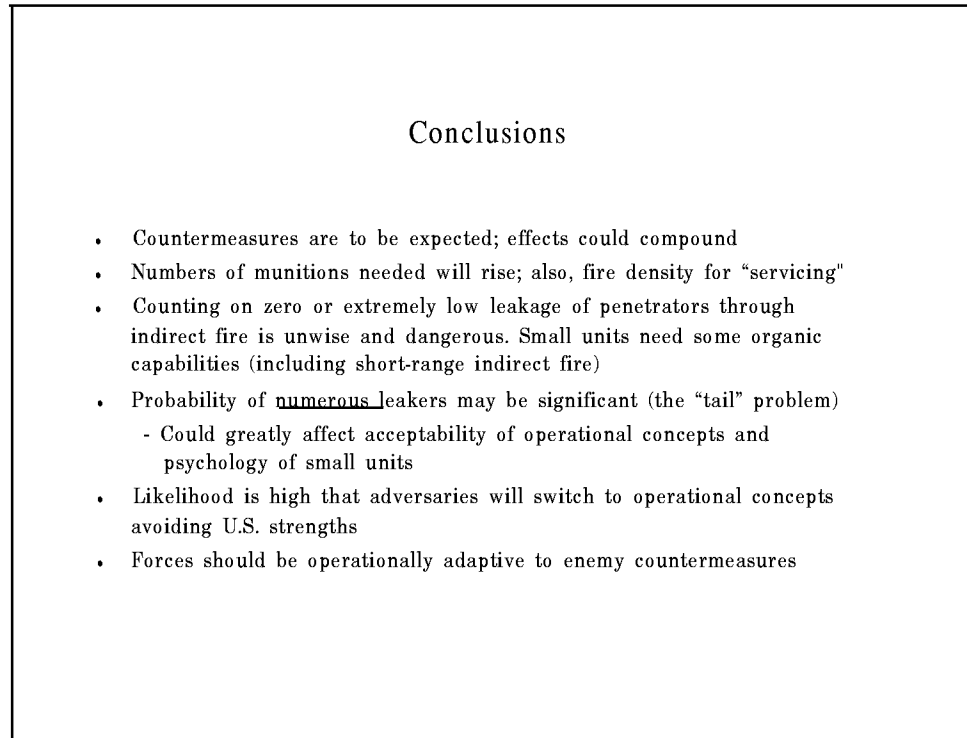 Conclusions
• Countermeasures are to be expected; effects could compound
• Numbers of munitions needed will rise; also, fire density for “servicing"
• Counting on zero or extremely low leakage of penetrators through
indirect fire is unwise and dangerous. Small units need some organic
capabilities (including short-range indirect fire)
• Probability of numerous leakers may be significant (the “tail” problem)
- Could greatly affect acceptability of operational concepts and
psychology of small units
• Likelihood is high that adversaries will switch to operational concepts
avoiding U.S. strengths
• Forces should be operationally adaptive to enemy countermeasures